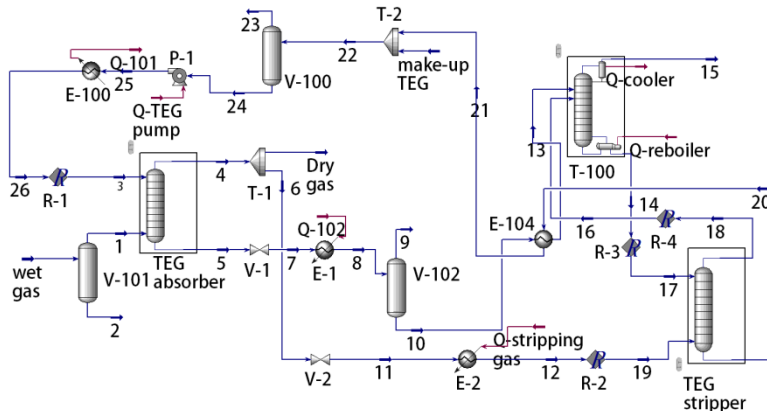 23
T-2
Q-101
P-1
22
V-100
make-up
TEG
E-100
25
24
Q-TEG
pump
21
Q-cooler
15
13
Q-reboiler
T-100
26
R-1
3
4
T-1
Dry
gas
6
1
wet
gas
V-101
2
TEG
absorber
5
V-1
7
Q-102
E-1
8
9
V-102
10
E-104
16
14
R-3
R-4
18
20
17
V-2
11
Q-stripping
gas
E-2
12
R-2
19
TEG
stripper